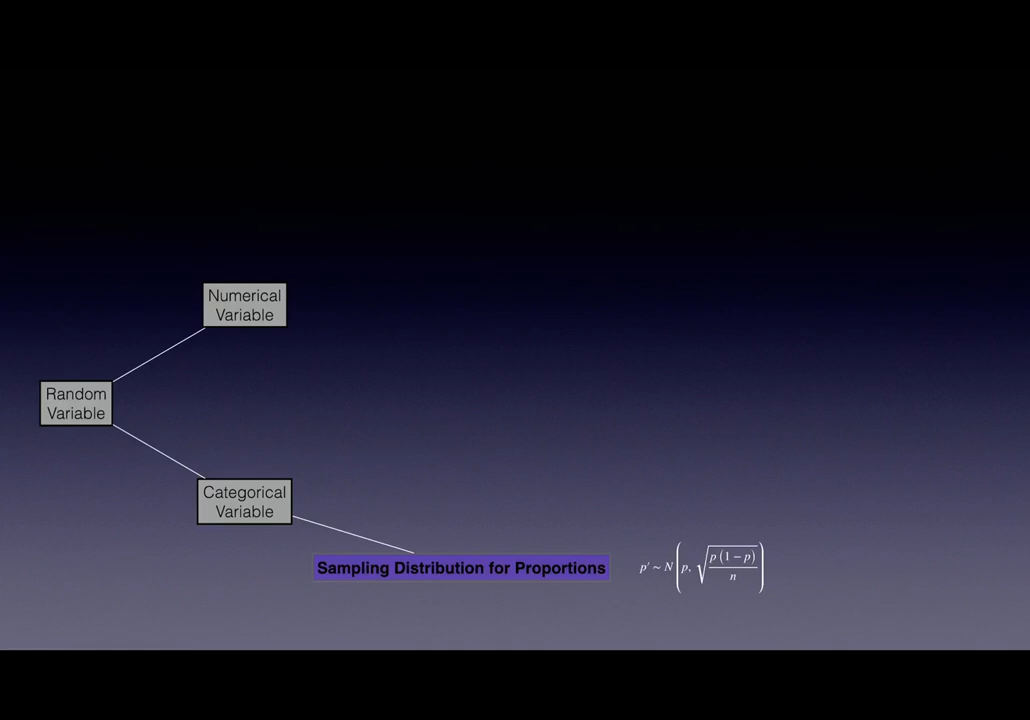 Numerical
Variable
Random
Variable
Categorical
Variable
Sampling Distribution for Proportions
p' ~ N(p, √(p(1−p)/n))